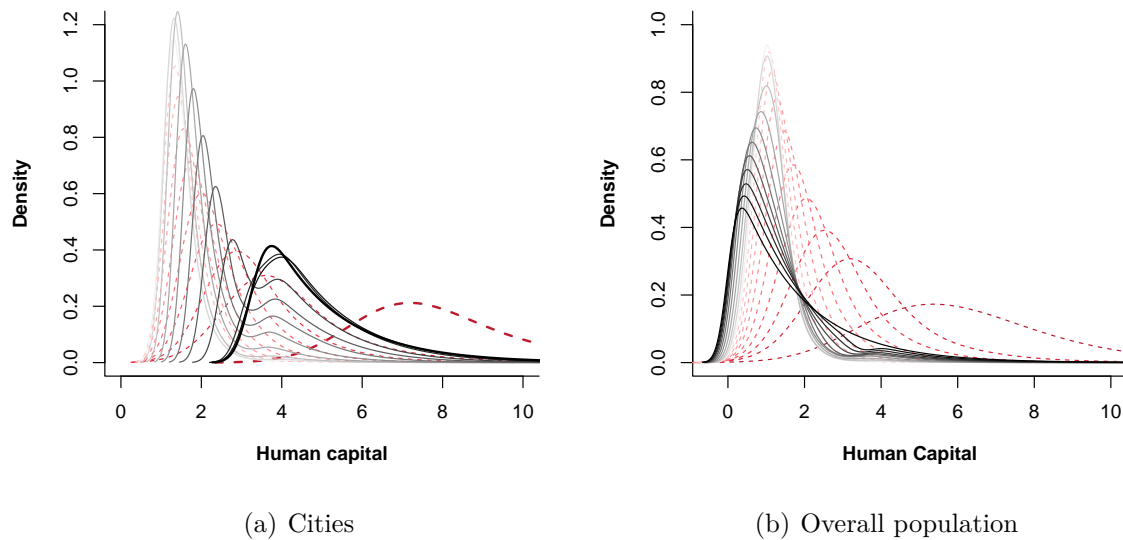 0.0 0.2 0.4 0.6 0.8 1.0 1.2
Density
0 2 4 6 8 10
Human capital
(a) Cities
0.0 0.2 0.4 0.6 0.8 1.0
Density
0 2 4 6 8 10
Human Capital
(b) Overall population